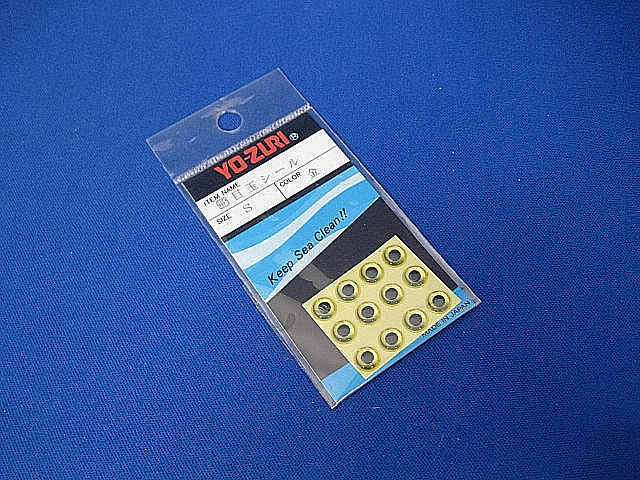 YO-ZURI®
ITEM NAME
目玉シール
SIZE S COLOR 金
Keep Sea Clean!!
MADE IN JAPAN